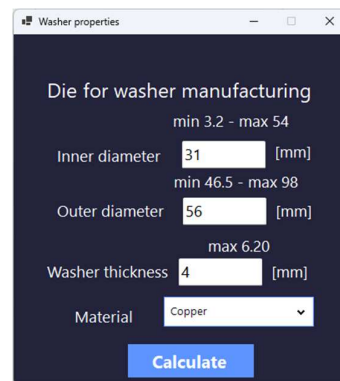 Washer properties
Die for washer manufacturing
min 3.2 - max 54
Inner diameter 31 [mm]
min 46.5 - max 98
Outer diameter 56 [mm]
max 6.20
Washer thickness 4 [mm]
Material Copper
Calculate